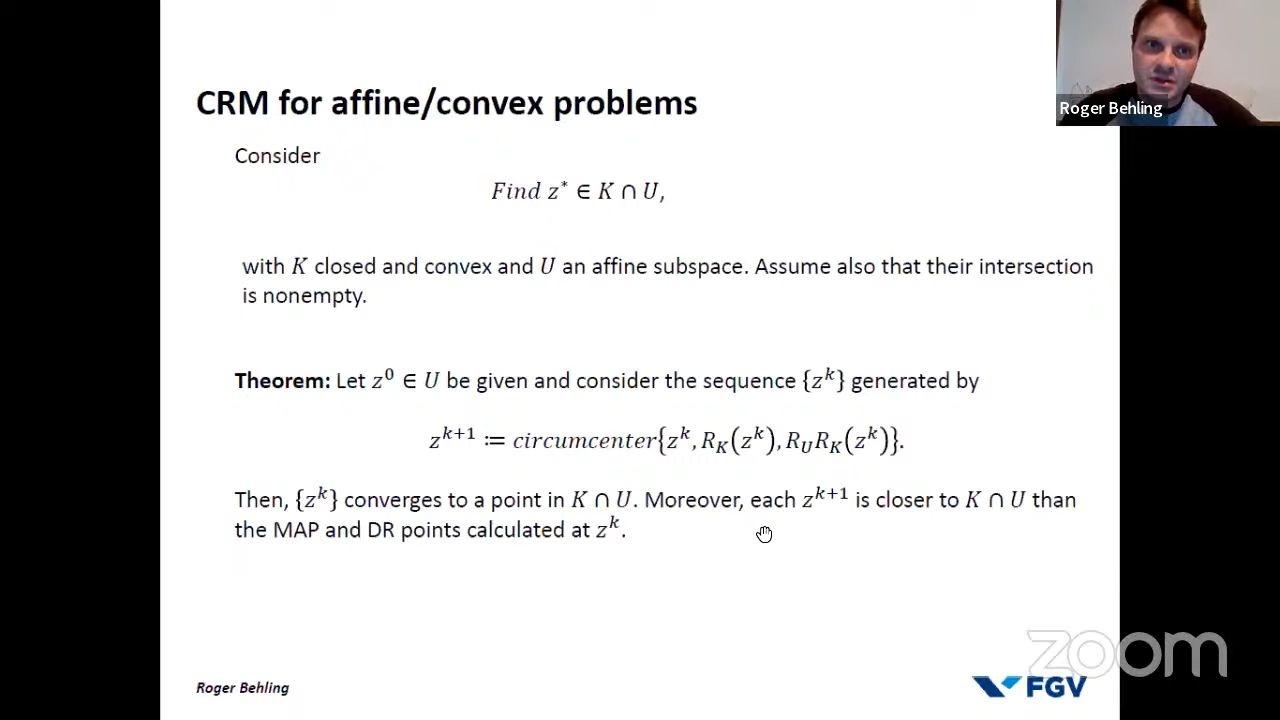 CRM for affine/convex problems
Roger Behling
Consider
Find z* ∈ K ∩ U,
with K closed and convex and U an affine subspace. Assume also that their intersection
is nonempty.
Theorem: Let z⁰ ∈ U be given and consider the sequence {zᵏ} generated by
zᵏ⁺¹ ≔ circumcenter{zᵏ, R_K(zᵏ), R_U R_K(zᵏ)}.
Then, {zᵏ} converges to a point in K ∩ U. Moreover, each zᵏ⁺¹ is closer to K ∩ U than
the MAP and DR points calculated at zᵏ.
zoom
Roger Behling
FGV